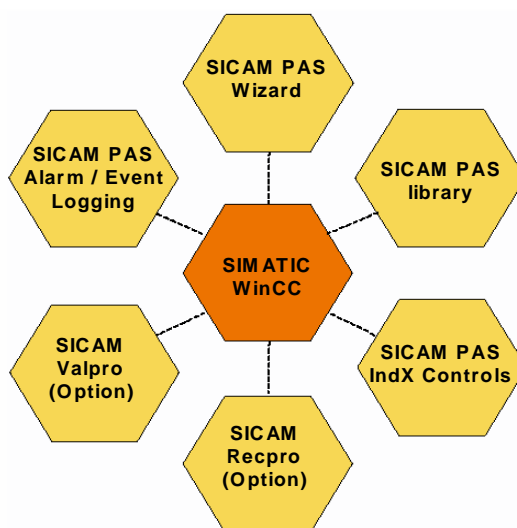 SICAM PAS
Wizard
SICAM PAS
Alarm / Event
Logging
SICAM PAS
library
SIMATIC
WinCC
SICAM
Valpro
(Option)
SICAM PAS
IndX Controls
SICAM
Recpro
(Option)